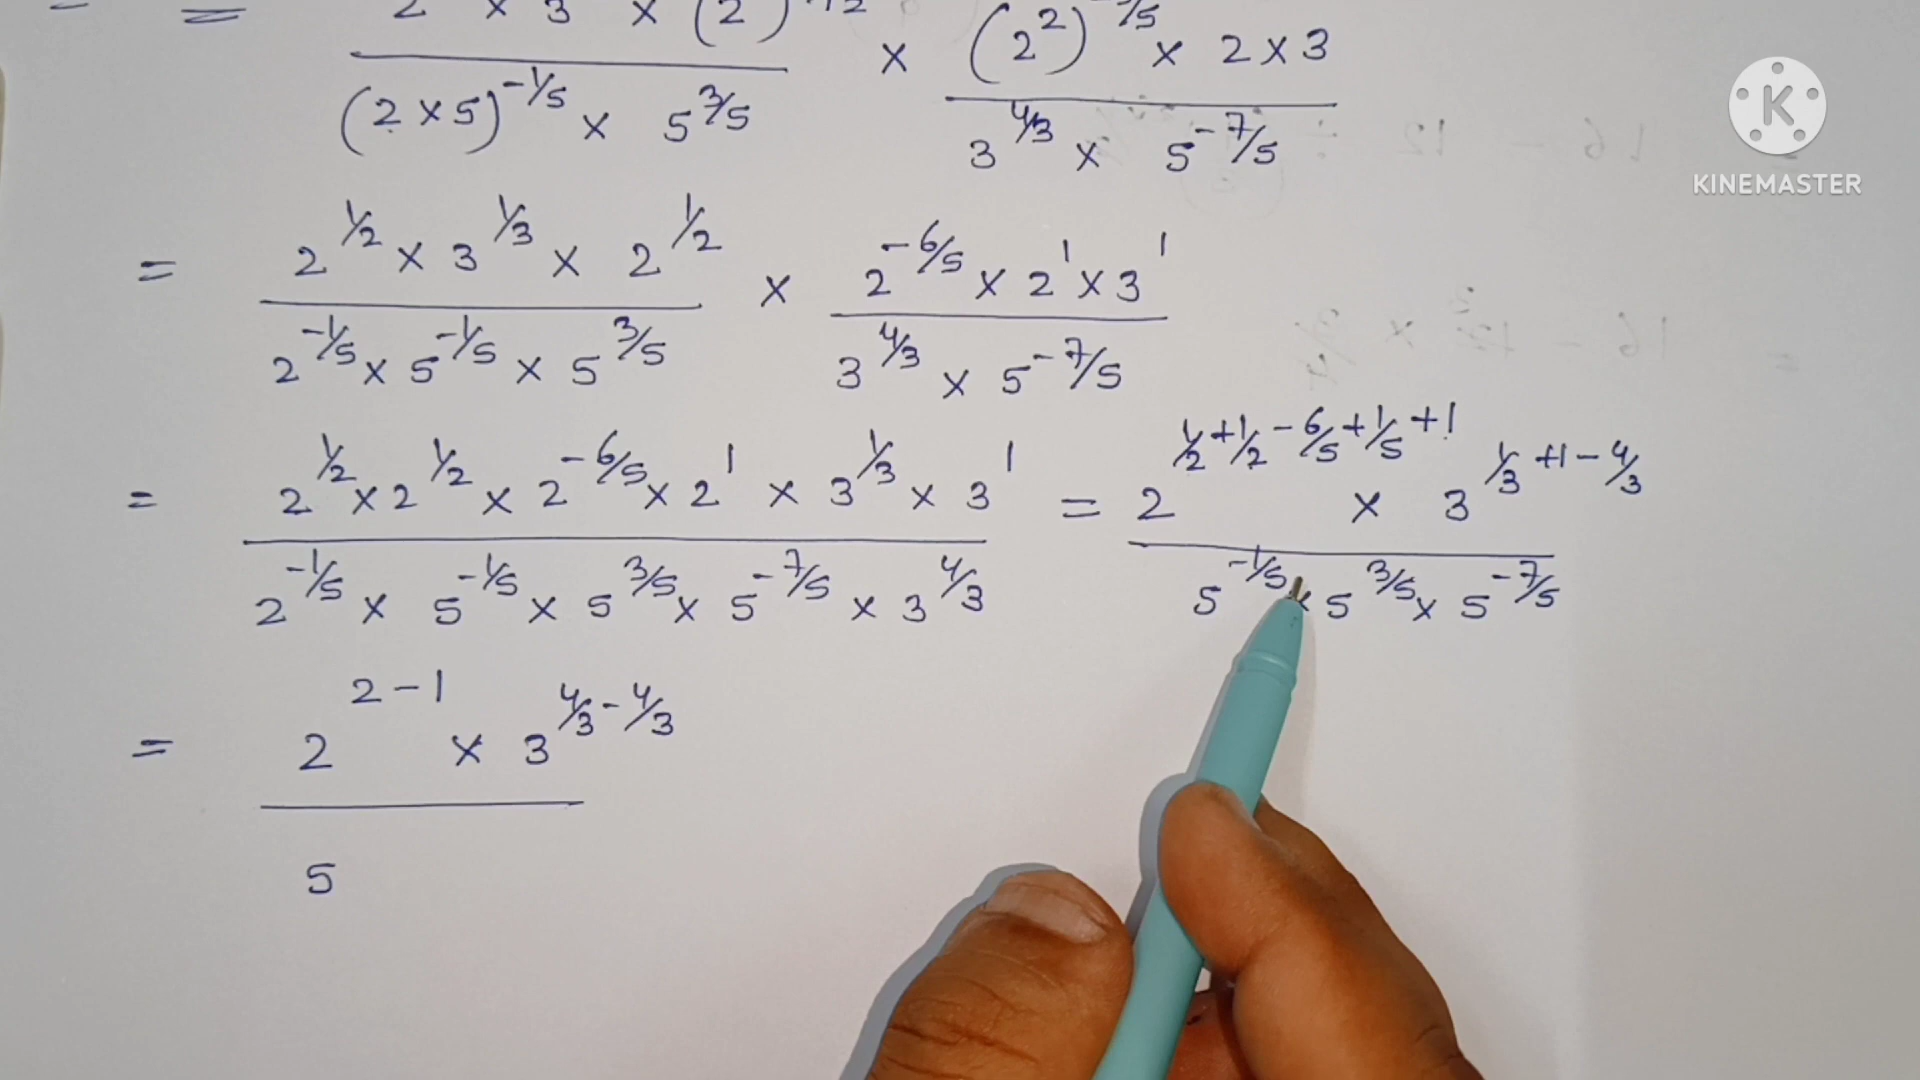 = 2 × 3 × (2)
(2²)^-3/5 × 2 × 3
(2 × 5)^-1/5 × 5^3/5 × 3^4/3 × 5^-7/5
= 2^1/2 × 3^1/3 × 2^1/2 × 2^-6/5 × 2^1 × 3^1
2^-1/5 × 5^-1/5 × 5^3/5 3^4/3 × 5^-7/5
= 2^1/2 × 2^1/2 × 2^-6/5 × 2^1 × 3^1/3 × 3^1 = 2^1/2+1/2-6/5+1/5+1 × 3^1/3+1-4/3
2^-1/5 × 5^-1/5 × 5^3/5 × 5^-7/5 × 3^4/3 5^-1/5 × 5^3/5 × 5^-7/5
= 2^2-1 × 3^4/3-4/3
5
K
KINEMASTER